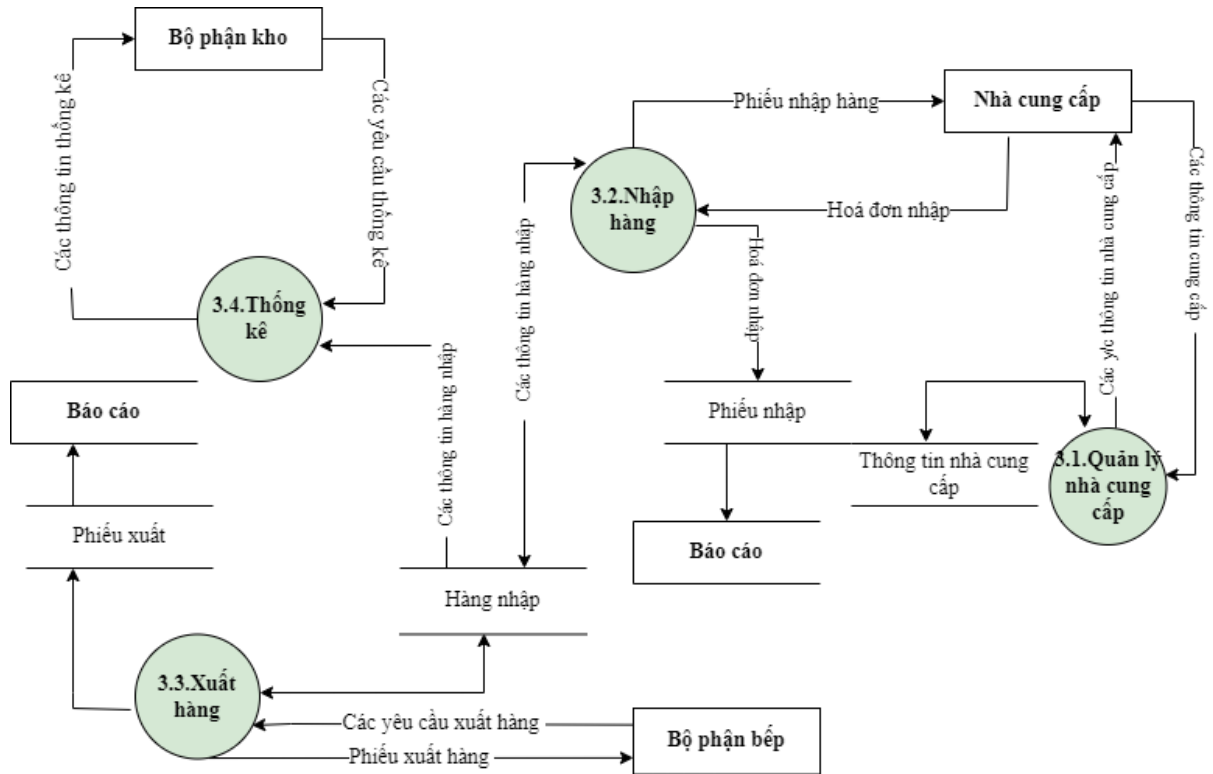 Bộ phận kho
Các thông tin thống kê
Các yêu cầu thống kê
Phiếu nhập hàng
Nhà cung cấp
3.2.Nhập
hàng
Hoá đơn nhập
Các thông tin hàng nhập
Hoá đơn nhập
Các y/c thông tin nhà cung cấp
Các thông tin cung cấp
3.4.Thống
kê
Các thông tin hàng nhập
Báo cáo
Phiếu nhập
Thông tin nhà cung
cấp
3.1.Quản lý
nhà cung
cấp
Phiếu xuất
Báo cáo
Hàng nhập
3.3.Xuất
hàng
Các yêu cầu xuất hàng
Phiếu xuất hàng
Bộ phận bếp